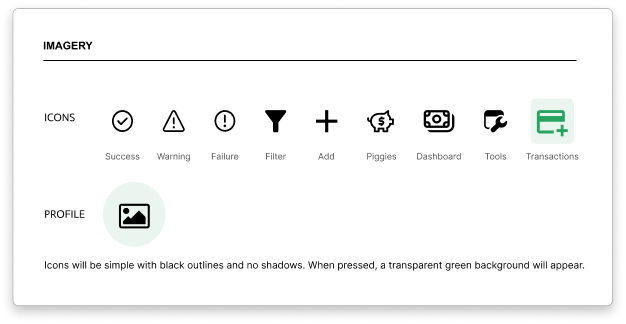 IMAGERY
ICONS
Success Warning Failure Filter Add Piggies Dashboard Tools Transactions
PROFILE
Icons will be simple with black outlines and no shadows. When pressed, a transparent green background will appear.